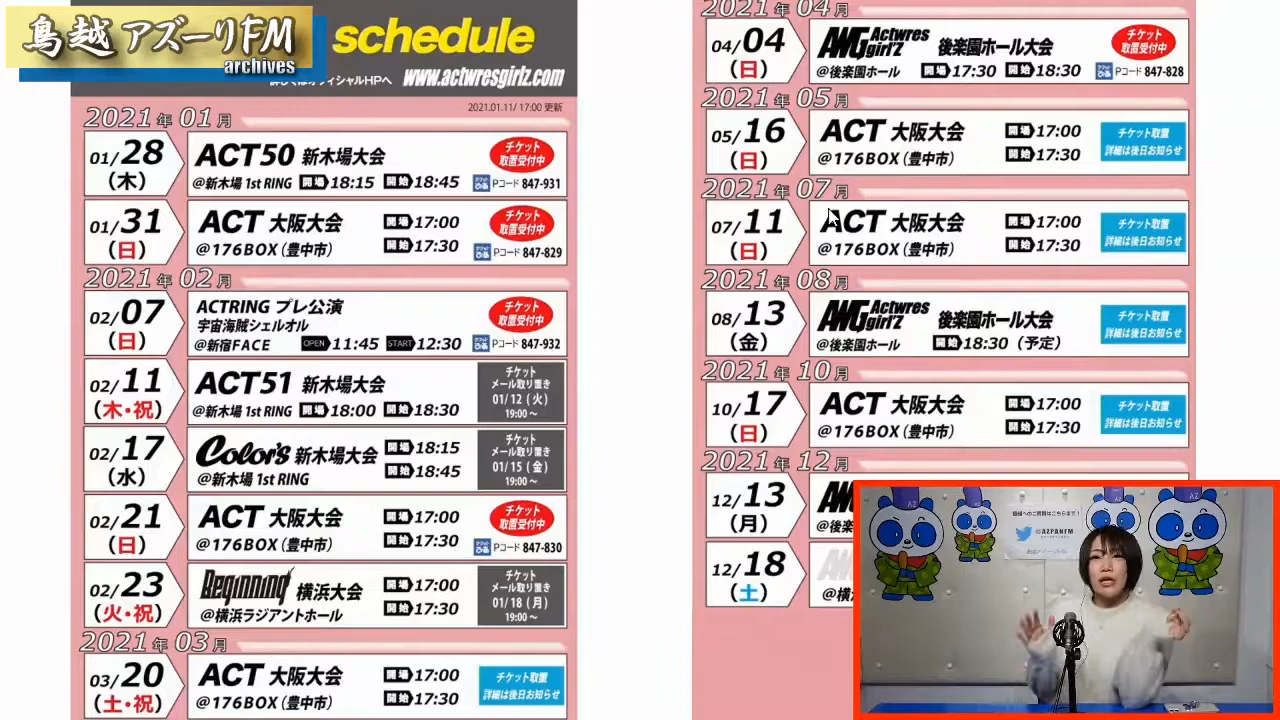 鳥越アズーリFM
archives
schedule
www.actwresgirlz.com
2021.01.11/ 17:00 更新
2021年01月
01/28
(木)
ACT50 新木場大会
@新木場 1st RING 開場 18:15 開始 18:45
チケット
取置受付中
Pコード 847-931
01/31
(日)
ACT 大阪大会
@176BOX(豊中市)
開場 17:00
開始 17:30
チケット
取置受付中
Pコード 847-829
2021年02月
02/07
(日)
ACTRING プレ公演
宇宙海賊シェルオル
@新宿FACE OPEN 11:45 START 12:30
チケット
取置受付中
Pコード 847-932
02/11
(木・祝)
ACT51 新木場大会
@新木場 1st RING 開場 18:00 開始 18:30
チケット
メール取り置き
01/12(火)
19:00～
02/17
(水)
Color's 新木場大会
@新木場 1st RING
開場 18:15
開始 18:45
チケット
メール取り置き
01/15(金)
19:00～
02/21
(日)
ACT 大阪大会
@176BOX(豊中市)
開場 17:00
開始 17:30
チケット
取置受付中
Pコード 847-830
02/23
(火・祝)
Beginning 横浜大会
@横浜ラジアントホール
開場 17:00
開始 17:30
チケット
メール取り置き
01/18(月)
19:00～
2021年03月
03/20
(土・祝)
ACT 大阪大会
@176BOX(豊中市)
開場 17:00
開始 17:30
チケット取置
詳細は後日お知らせ
2021年04月
04/04
(日)
AWG Actwres girl'Z 後楽園ホール大会
@後楽園ホール 開場 17:30 開始 18:30
チケット
取置受付中
Pコード 847-828
2021年05月
05/16
(日)
ACT 大阪大会
@176BOX(豊中市)
開場 17:00
開始 17:30
チケット取置
詳細は後日お知らせ
2021年07月
07/11
(日)
ACT 大阪大会
@176BOX(豊中市)
開場 17:00
開始 17:30
チケット取置
詳細は後日お知らせ
2021年08月
08/13
(金)
AWG Actwres girl'Z 後楽園ホール大会
@後楽園ホール 開始 18:30(予定)
チケット取置
詳細は後日お知らせ
2021年10月
10/17
(日)
ACT 大阪大会
@176BOX(豊中市)
開場 17:00
開始 17:30
チケット取置
詳細は後日お知らせ
2021年12月
12/13
(月)
@後楽
12/18
(土)
@横
AZ
AZ
@AZPANFM